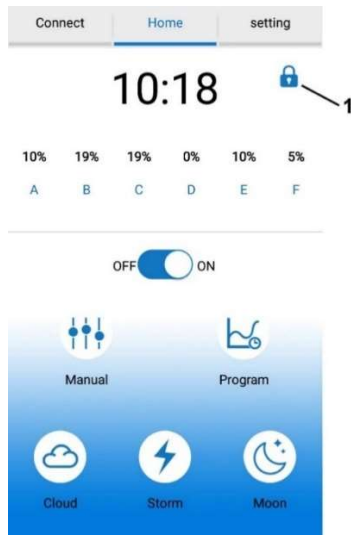 Connect Home setting
10:18
1
10% 19% 19% 0% 10% 5%
A B C D E F
OFF ON
Manual Program
Cloud Storm Moon